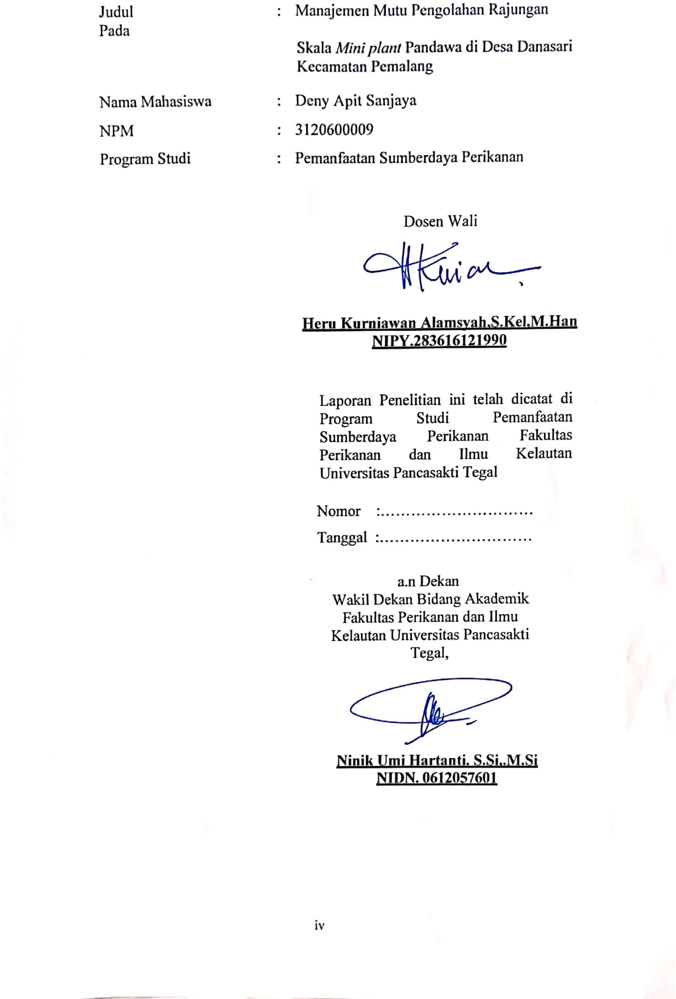 Judul : Manajemen Mutu Pengolahan Rajungan
Pada
Skala Mini plant Pandawa di Desa Danasari
Kecamatan Pemalang
Nama Mahasiswa : Deny Apit Sanjaya
NPM : 3120600009
Program Studi : Pemanfaatan Sumberdaya Perikanan
Dosen Wali
Heru Kurniawan Alamsyah,S.Kel,M.Han
NIPY.283616121990
Laporan Penelitian ini telah dicatat di
Program Studi Pemanfaatan
Sumberdaya Perikanan Fakultas
Perikanan dan Ilmu Kelautan
Universitas Pancasakti Tegal
Nomor :................................
Tanggal :................................
a.n Dekan
Wakil Dekan Bidang Akademik
Fakultas Perikanan dan Ilmu
Kelautan Universitas Pancasakti
Tegal,
Ninik Umi Hartanti. S.Si,.M.Si
NIDN. 0612057601
iv